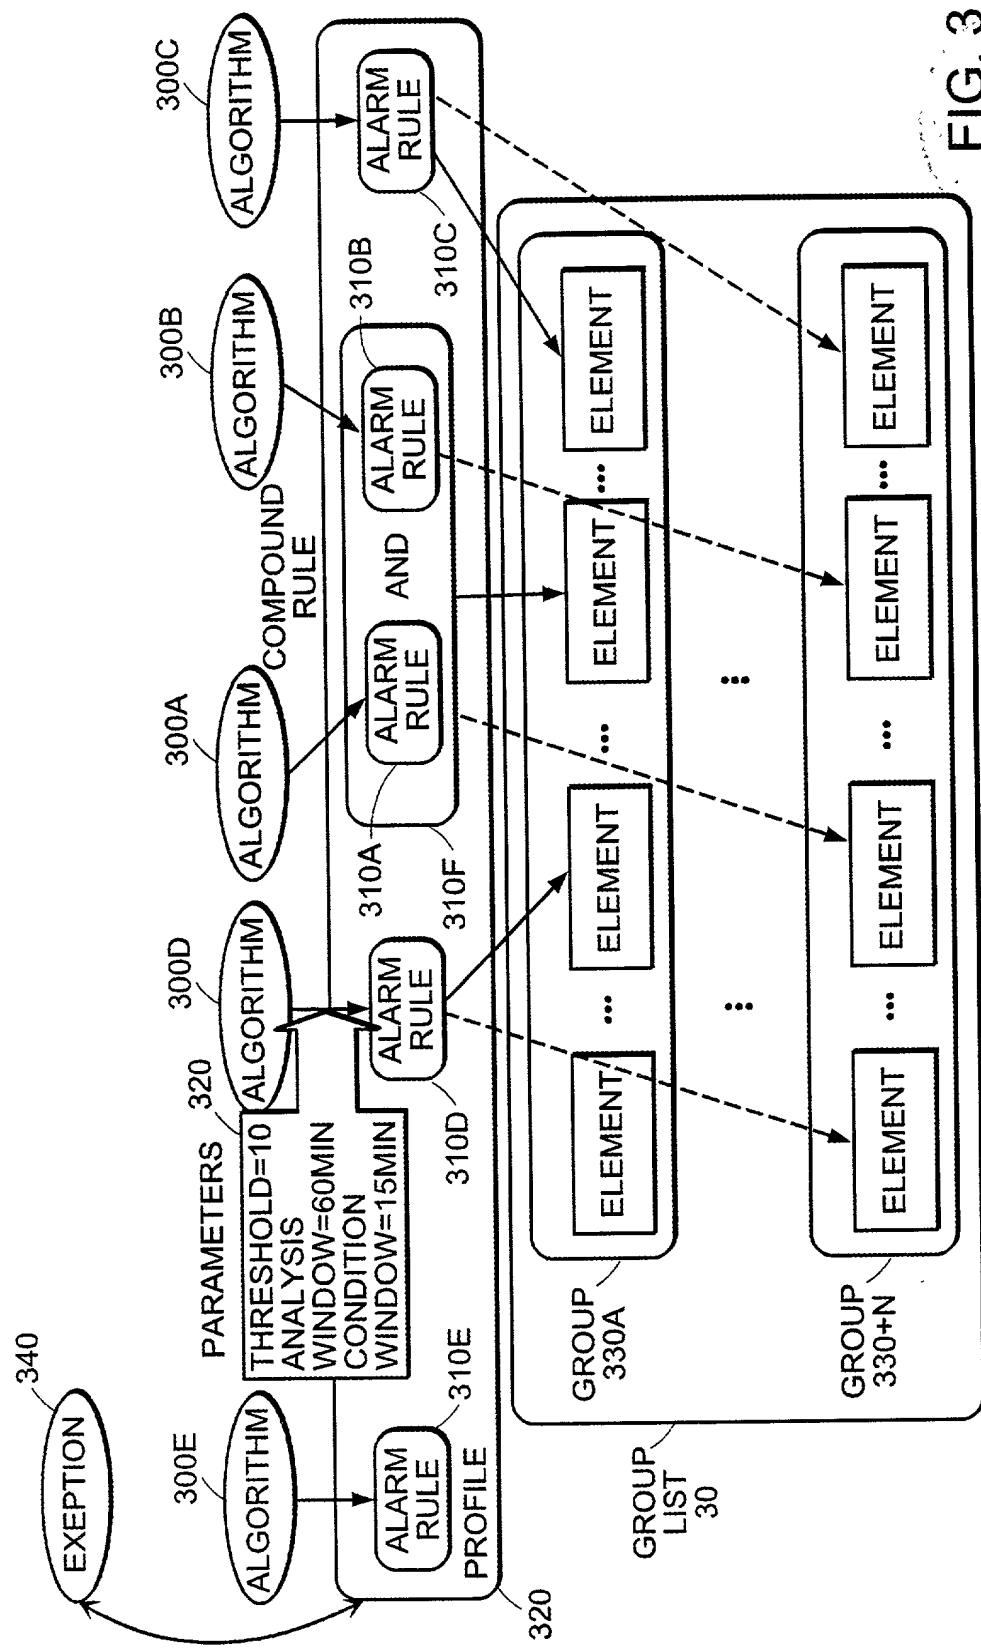 EXEPTION
340
300E
ALGORITHM
PARAMETERS
320
THRESHOLD=10
ANALYSIS
WINDOW=60MIN
CONDITION
WINDOW=15MIN
300D
ALGORITHM
300A
ALGORITHM
COMPOUND
RULE
300B
ALGORITHM
300C
ALGORITHM
ALARM
RULE
310E
PROFILE
320
ALARM
RULE
310D
ALARM
RULE
310A
310F
AND
ALARM
RULE
310B
ALARM
RULE
310C
GROUP
330A
ELEMENT
...
ELEMENT
...
ELEMENT
...
ELEMENT
...
...
GROUP
330+N
ELEMENT
...
ELEMENT
...
ELEMENT
...
ELEMENT
GROUP
LIST
30
FIG. 3